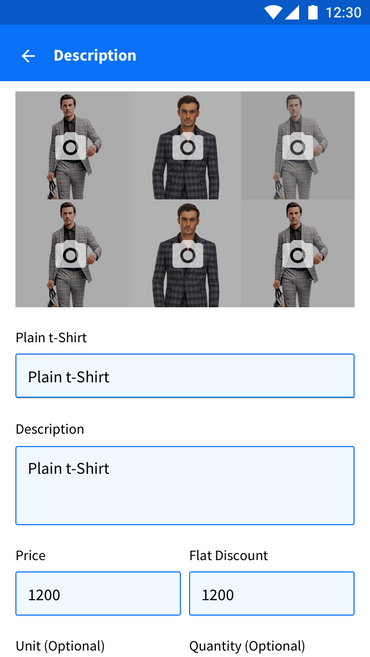 12:30
Description
Plain t-Shirt
Plain t-Shirt
Description
Plain t-Shirt
Price Flat Discount
1200 1200
Unit (Optional) Quantity (Optional)